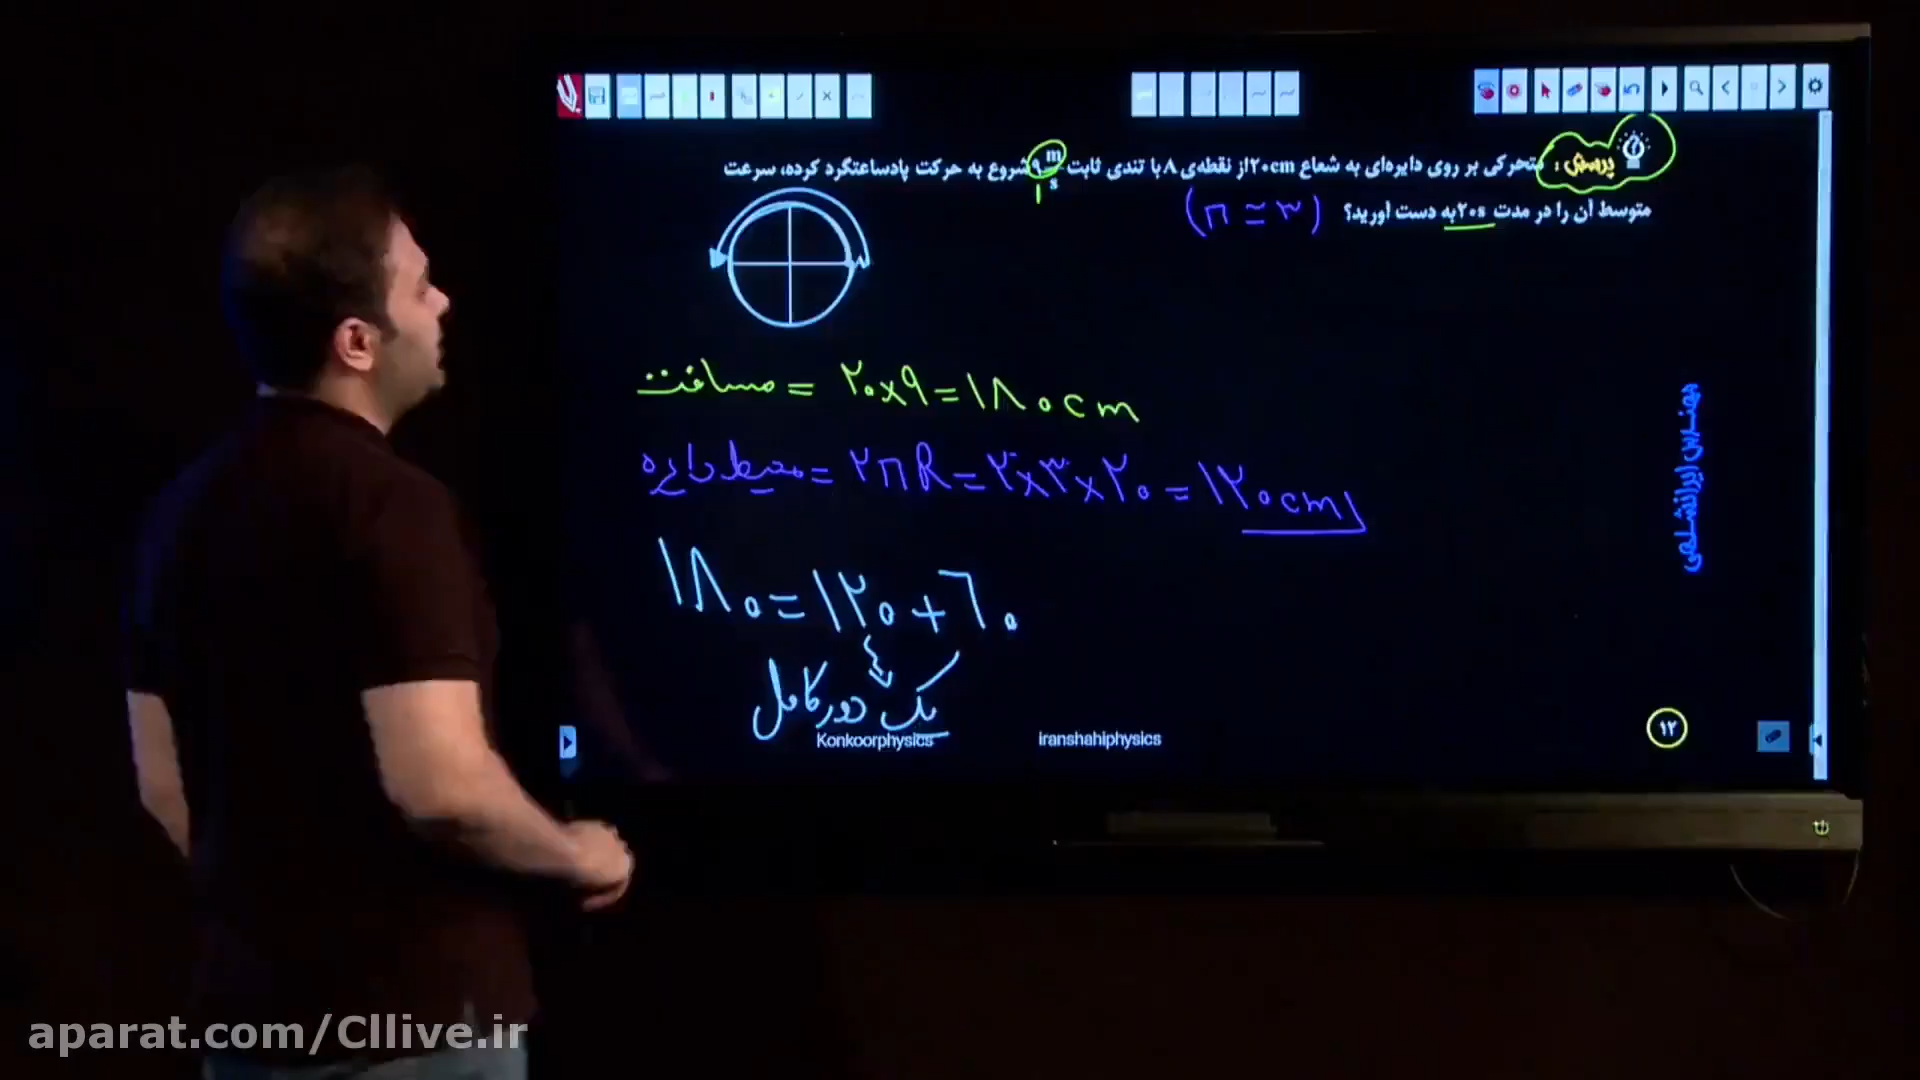 پرسش: متحرکی بر روی دایره‌ای به شعاع ۲۰cm از نقطه‌ی A با تندی ثابت ۹ m/s شروع به حرکت پادساعتگرد کرده، سرعت
متوسط آن را در مدت ۲۰s به دست آورید؟ (π ≃ ۳)
مسافت = ۲۰×۹=۱۸۰cm
محیط دایره = ۲πR=۲×۳×۲۰=۱۲۰cm
۱۸۰=۱۲۰+۶۰
یک دور کامل
مهندس ایرانشاهی
Konkoorphysics
iranshahiphysics
۱۲
aparat.com/Cllive.ir